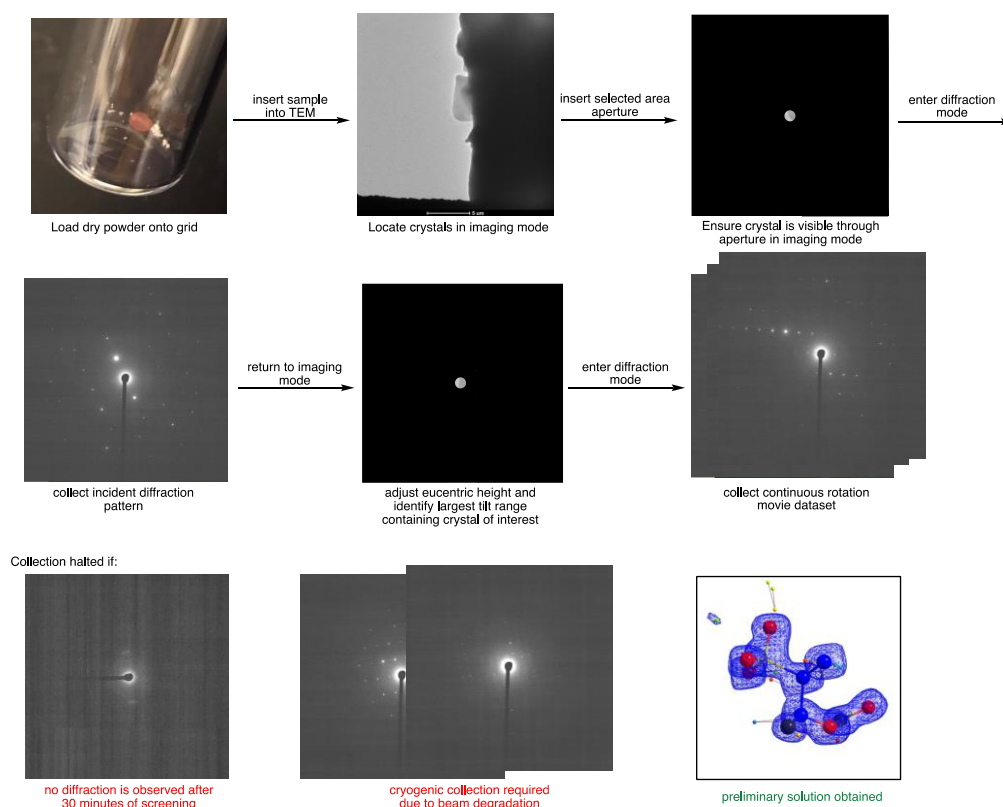 insert sample
into TEM
insert selected area
aperture
enter diffraction
mode
5 µm
Load dry powder onto grid
Locate crystals in imaging mode
Ensure crystal is visible through
aperture in imaging mode
return to imaging
mode
enter diffraction
mode
collect incident diffraction
pattern
adjust eucentric height and
identify largest tilt range
containing crystal of interest
collect continuous rotation
movie dataset
Collection halted if:
no diffraction is observed after
30 minutes of screening
cryogenic collection required
due to beam degradation
preliminary solution obtained